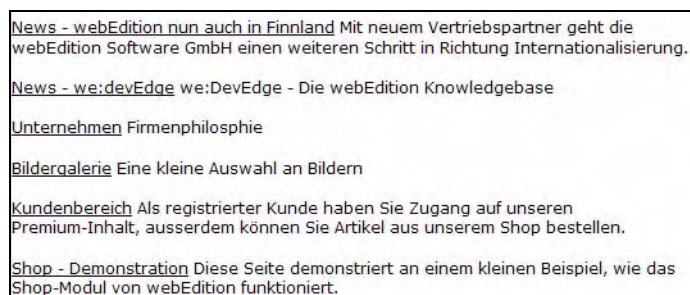 News - webEdition nun auch in Finnland Mit neuem Vertriebspartner geht die
webEdition Software GmbH einen weiteren Schritt in Richtung Internationalisierung.
News - we:devEdge we:DevEdge - Die webEdition Knowledgebase
Unternehmen Firmenphilosphie
Bildergalerie Eine kleine Auswahl an Bildern
Kundenbereich Als registrierter Kunde haben Sie Zugang auf unseren
Premium-Inhalt, ausserdem können Sie Artikel aus unserem Shop bestellen.
Shop - Demonstration Diese Seite demonstriert an einem kleinen Beispiel, wie das
Shop-Modul von webEdition funktioniert.